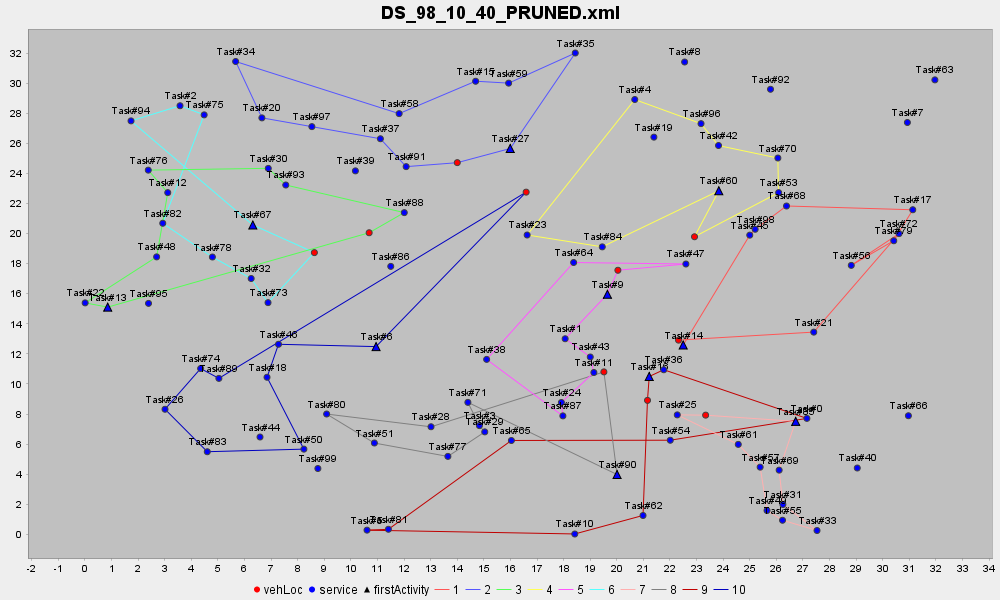 DS_98_10_40_PRUNED.xml
32
30
28
26
24
22
20
18
16
14
12
10
8
6
4
2
0
Task#34
Task#35
Task#8
Task#63
Task#15
Task#59
Task#92
Task#2
Task#75
Task#94
Task#20
Task#97
Task#58
Task#4
Task#96
Task#7
Task#37
Task#27
Task#19
Task#42
Task#91
Task#70
Task#76
Task#30
Task#39
Task#93
Task#12
Task#60
Task#53
Task#68
Task#88
Task#17
Task#82
Task#67
Task#23
Task#98
Task#72
Task#79
Task#84
Task#48
Task#78
Task#86
Task#64
Task#47
Task#56
Task#32
Task#9
Task#22
Task#13
Task#95
Task#73
Task#1
Task#14
Task#21
Task#46
Task#6
Task#38
Task#43
Task#74
Task#89
Task#18
Task#11
Task#36
Task#26
Task#80
Task#71
Task#24
Task#87
Task#25
Task#0
Task#66
Task#28
Task#3
Task#29
Task#44
Task#51
Task#65
Task#54
Task#61
Task#83
Task#50
Task#77
Task#99
Task#90
Task#57
Task#69
Task#40
Task#31
Task#62
Task#55
Task#81
Task#10
Task#33
-2 -1 0 1 2 3 4 5 6 7 8 9 10 11 12 13 14 15 16 17 18 19 20 21 22 23 24 25 26 27 28 29 30 31 32 33 34
vehLoc service firstActivity 1 2 3 4 5 6 7 8 9 10